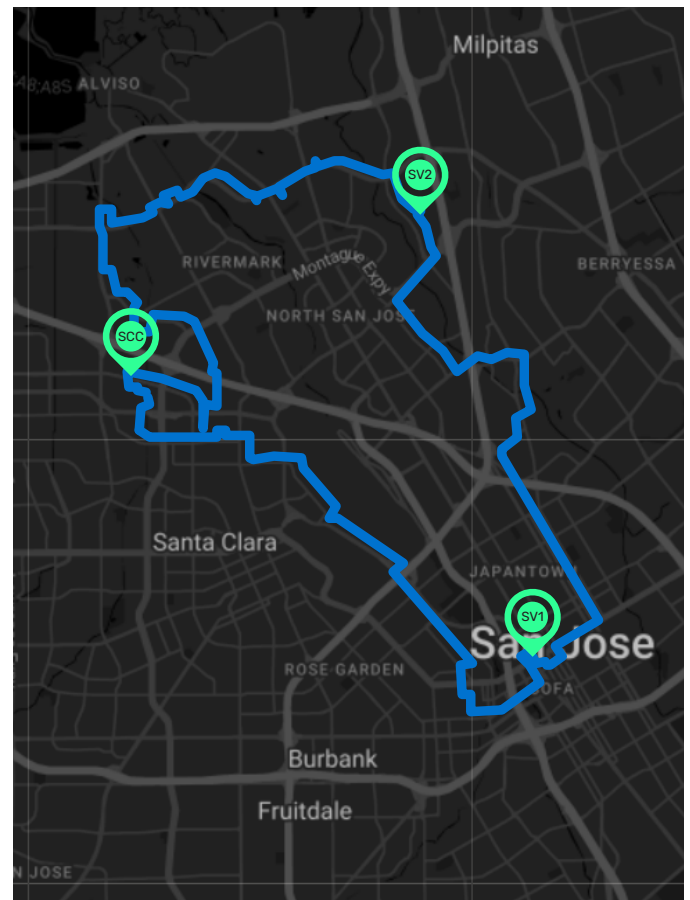 Milpitas
ALVISO
SV2
RIVERMARK
Montague Expy
BERRYESSA
NORTH SAN JOSE
SCC
Santa Clara
JAPANTOWN
SV1
San Jose
ROSE GARDEN
SOFA
Burbank
Fruitdale
N JOSE